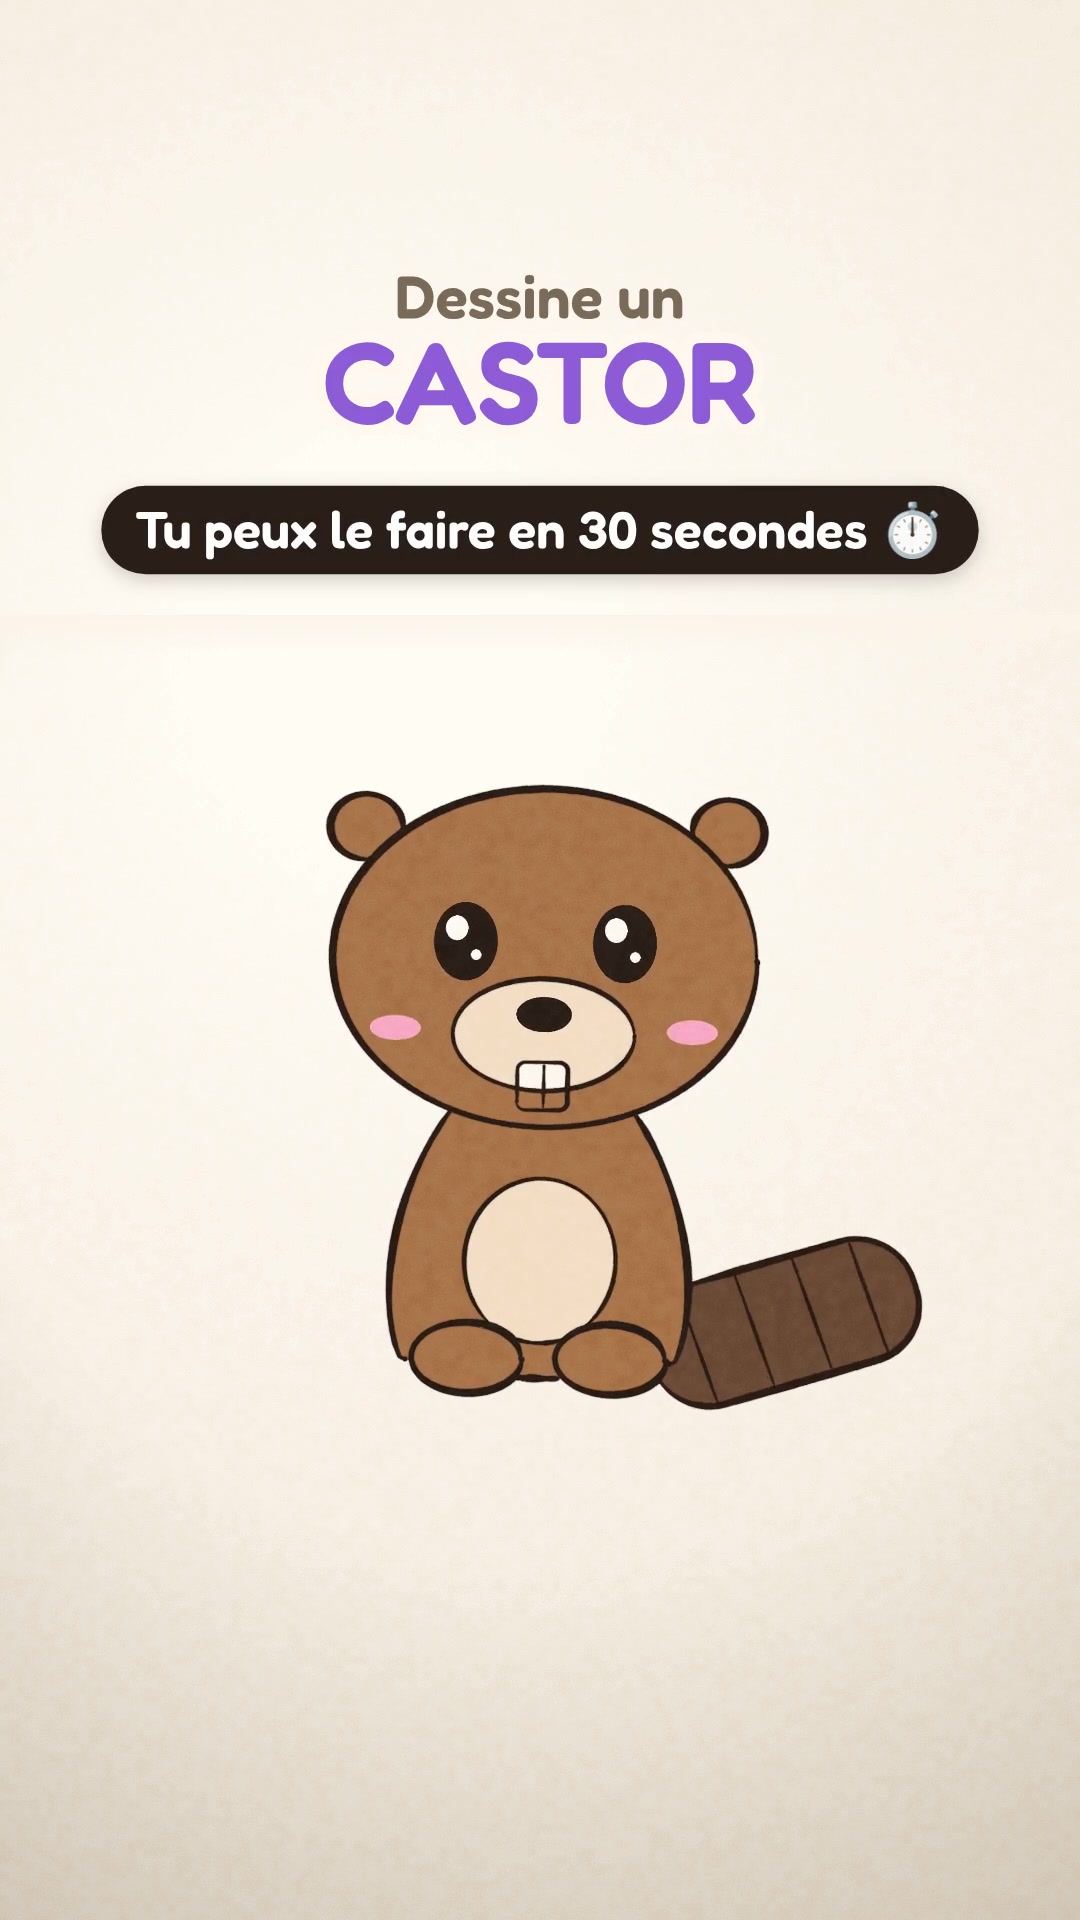 Dessine un
CASTOR
Tu peux le faire en 30 secondes ⏱️